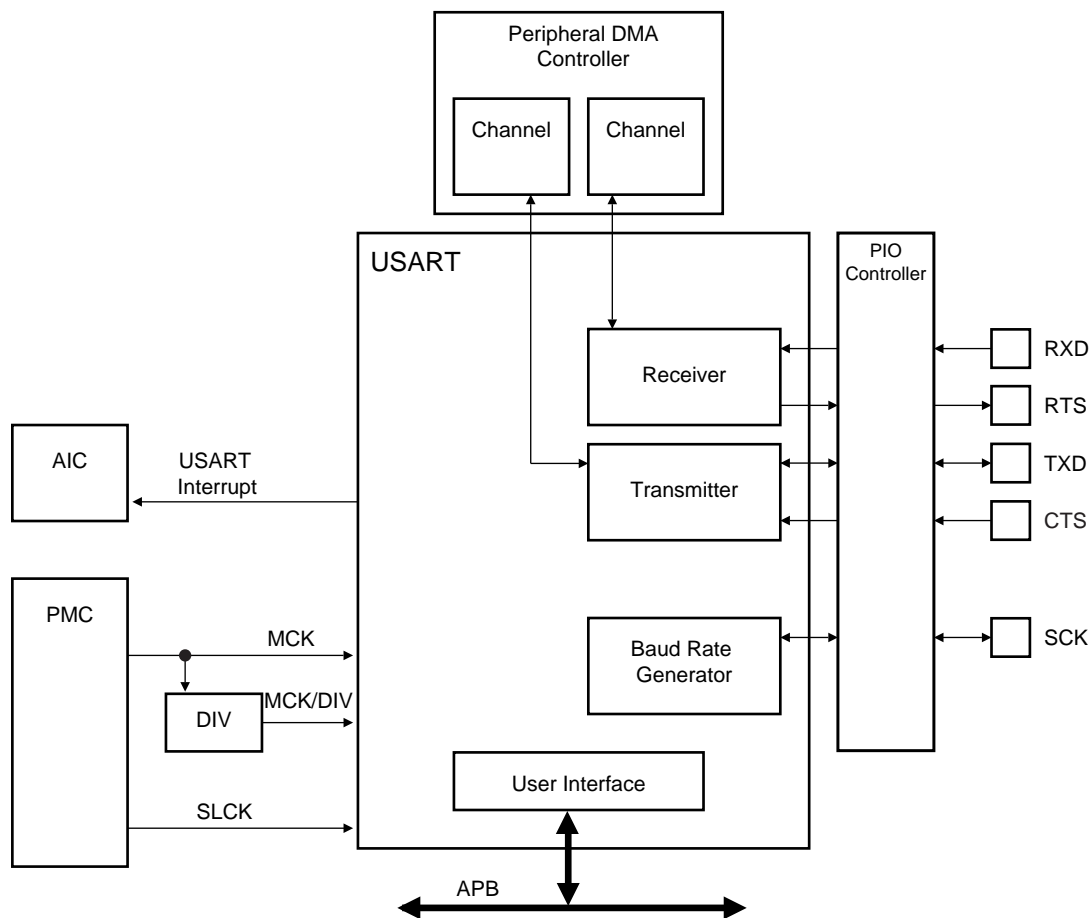 Peripheral DMA
Controller
Channel
Channel
USART
PIO
Controller
Receiver
RXD
RTS
AIC
USART
Interrupt
Transmitter
TXD
CTS
PMC
MCK
Baud Rate
Generator
SCK
DIV
MCK/DIV
User Interface
SLCK
APB